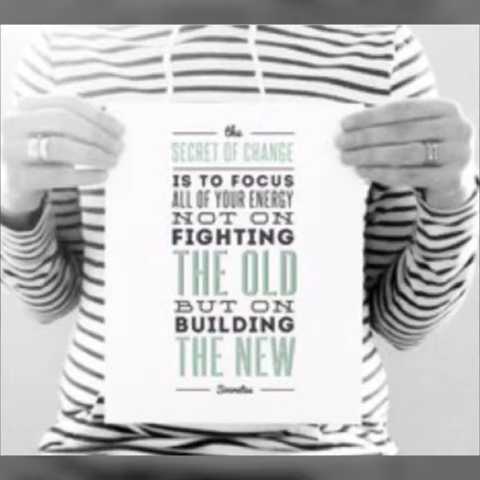 the
SECRET OF CHANGE
IS TO FOCUS
ALL OF YOUR ENERGY
NOT ON
FIGHTING
THE OLD
BUT ON
BUILDING
THE NEW
Socrates